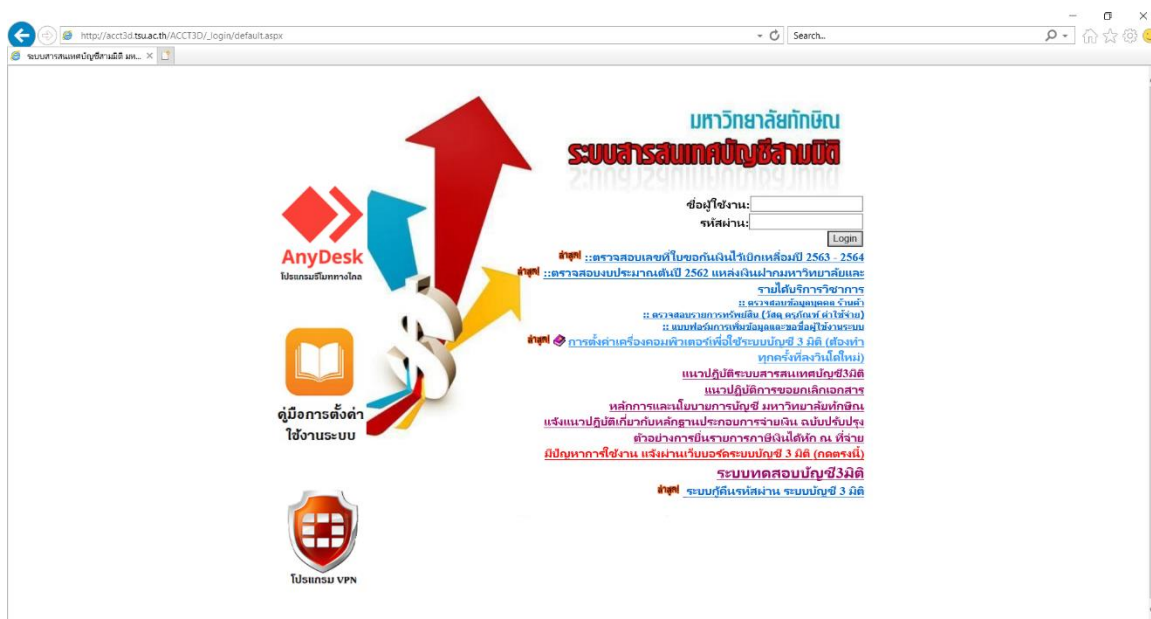 http://acct3d.tsu.ac.th/ACCT3D/_login/default.aspx
Search...
ระบบสารสนเทศบัญชีสามมิติ มห...
มหาวิทยาลัยทักษิณ
ระบบสารสนเทศบัญชีสามมิติ
ชื่อผู้ใช้งาน:
รหัสผ่าน:
Login
AnyDesk
โปรแกรมรีโมททางไกล
ล่าสุด! ::ตรวจสอบเลขที่ใบขอกันเงินไว้เบิกเหลื่อมปี 2563 - 2564
ล่าสุด! ::ตรวจสอบงบประมาณต้นปี 2562 แหล่งเงินฝากมหาวิทยาลัยและ
รายได้บริการวิชาการ
:: ตรวจสอบข้อมูลบุคคล ร้านค้า
:: ตรวจสอบรายการทรัพย์สิน (วัสดุ ครุภัณฑ์ ค่าใช้จ่าย)
:: แบบฟอร์มการเพิ่มข้อมูลและขอชื่อผู้ใช้งานระบบ
ล่าสุด! การตั้งค่าเครื่องคอมพิวเตอร์เพื่อใช้ระบบบัญชี 3 มิติ (ต้องทำ
ทุกครั้งที่ลงวินโดใหม่)
แนวปฏิบัติระบบสารสนเทศบัญชี3มิติ
แนวปฏิบัติการขอยกเลิกเอกสาร
หลักการและนโยบายการบัญชี มหาวิทยาลัยทักษิณ
แจ้งแนวปฏิบัติเกี่ยวกับหลักฐานประกอบการจ่ายเงิน ฉบับปรับปรุง
ตัวอย่างการยื่นรายการภาษีเงินได้หัก ณ ที่จ่าย
มีปัญหาการใช้งาน แจ้งผ่านเว็บบอร์ดระบบบัญชี 3 มิติ (กดตรงนี้)
ระบบทดสอบบัญชี3มิติ
ล่าสุด! ระบบกู้คืนรหัสผ่าน ระบบบัญชี 3 มิติ
คู่มือการตั้งค่า
ใช้งานระบบ
โปรแกรม VPN